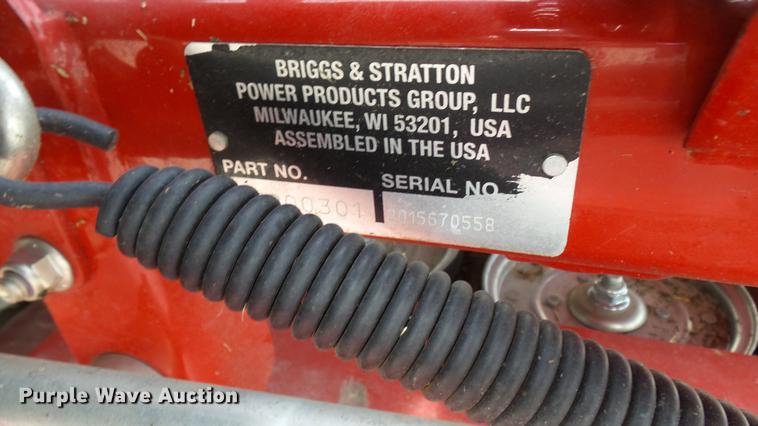 BRIGGS & STRATTON
POWER PRODUCTS GROUP, LLC
MILWAUKEE, WI 53201, USA
ASSEMBLED IN THE USA
PART NO. SERIAL NO.
2015670558
Purple Wave Auction